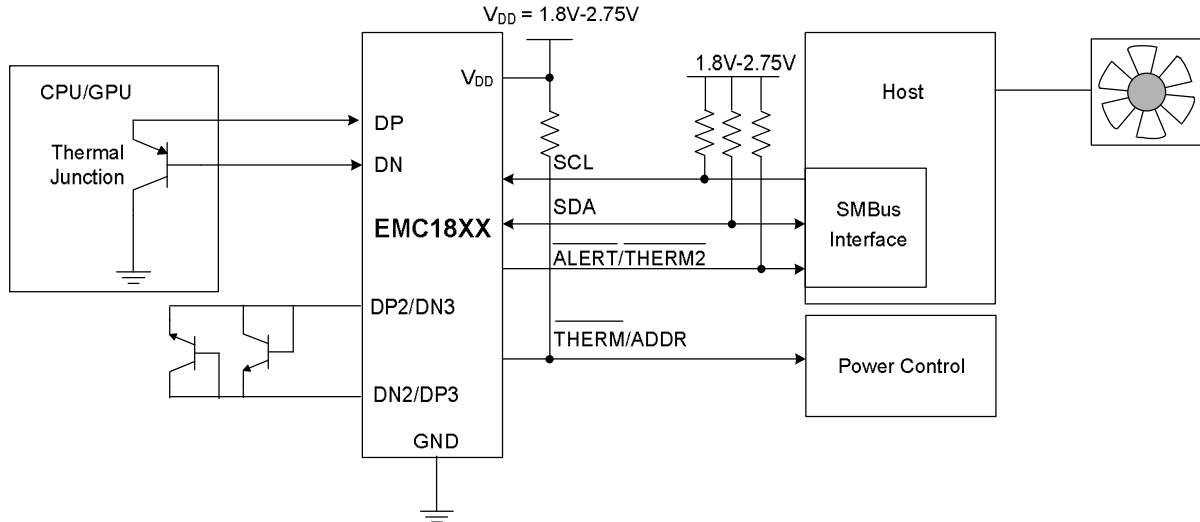 V_DD = 1.8V-2.75V
V_DD
1.8V-2.75V
Host
CPU/GPU
Thermal
Junction
DP
DN
SCL
SDA
EMC18XX
SMBus
Interface
ALERT/THERM2
DP2/DN3
THERM/ADDR
Power Control
DN2/DP3
GND